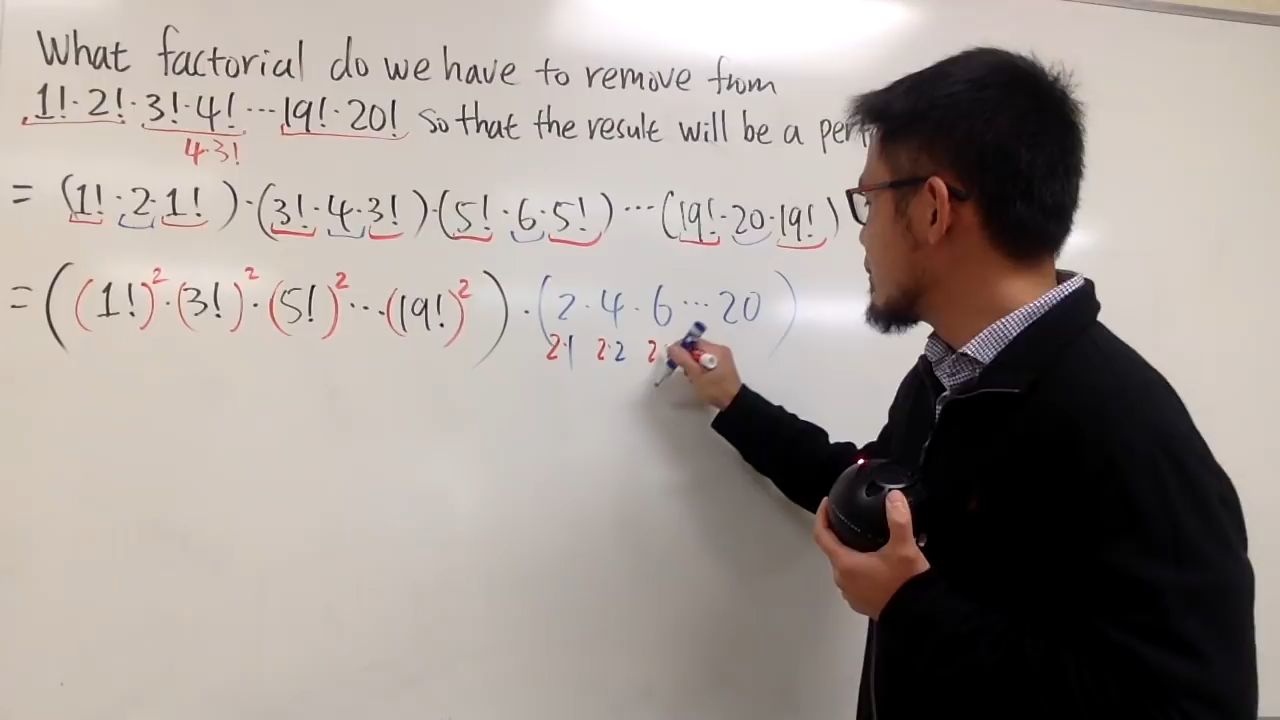 What factorial do we have to remove from
1!·2!·3!·4!···19!·20! so that the result will be a per
4·3!
= (1!·2·1!)·(3!·4·3!)·(5!·6·5!)···(19!·20·19!)
= ((1!)²·(3!)²·(5!)²···(19!)²)·(2·4·6···20)
2·1 2·2 2